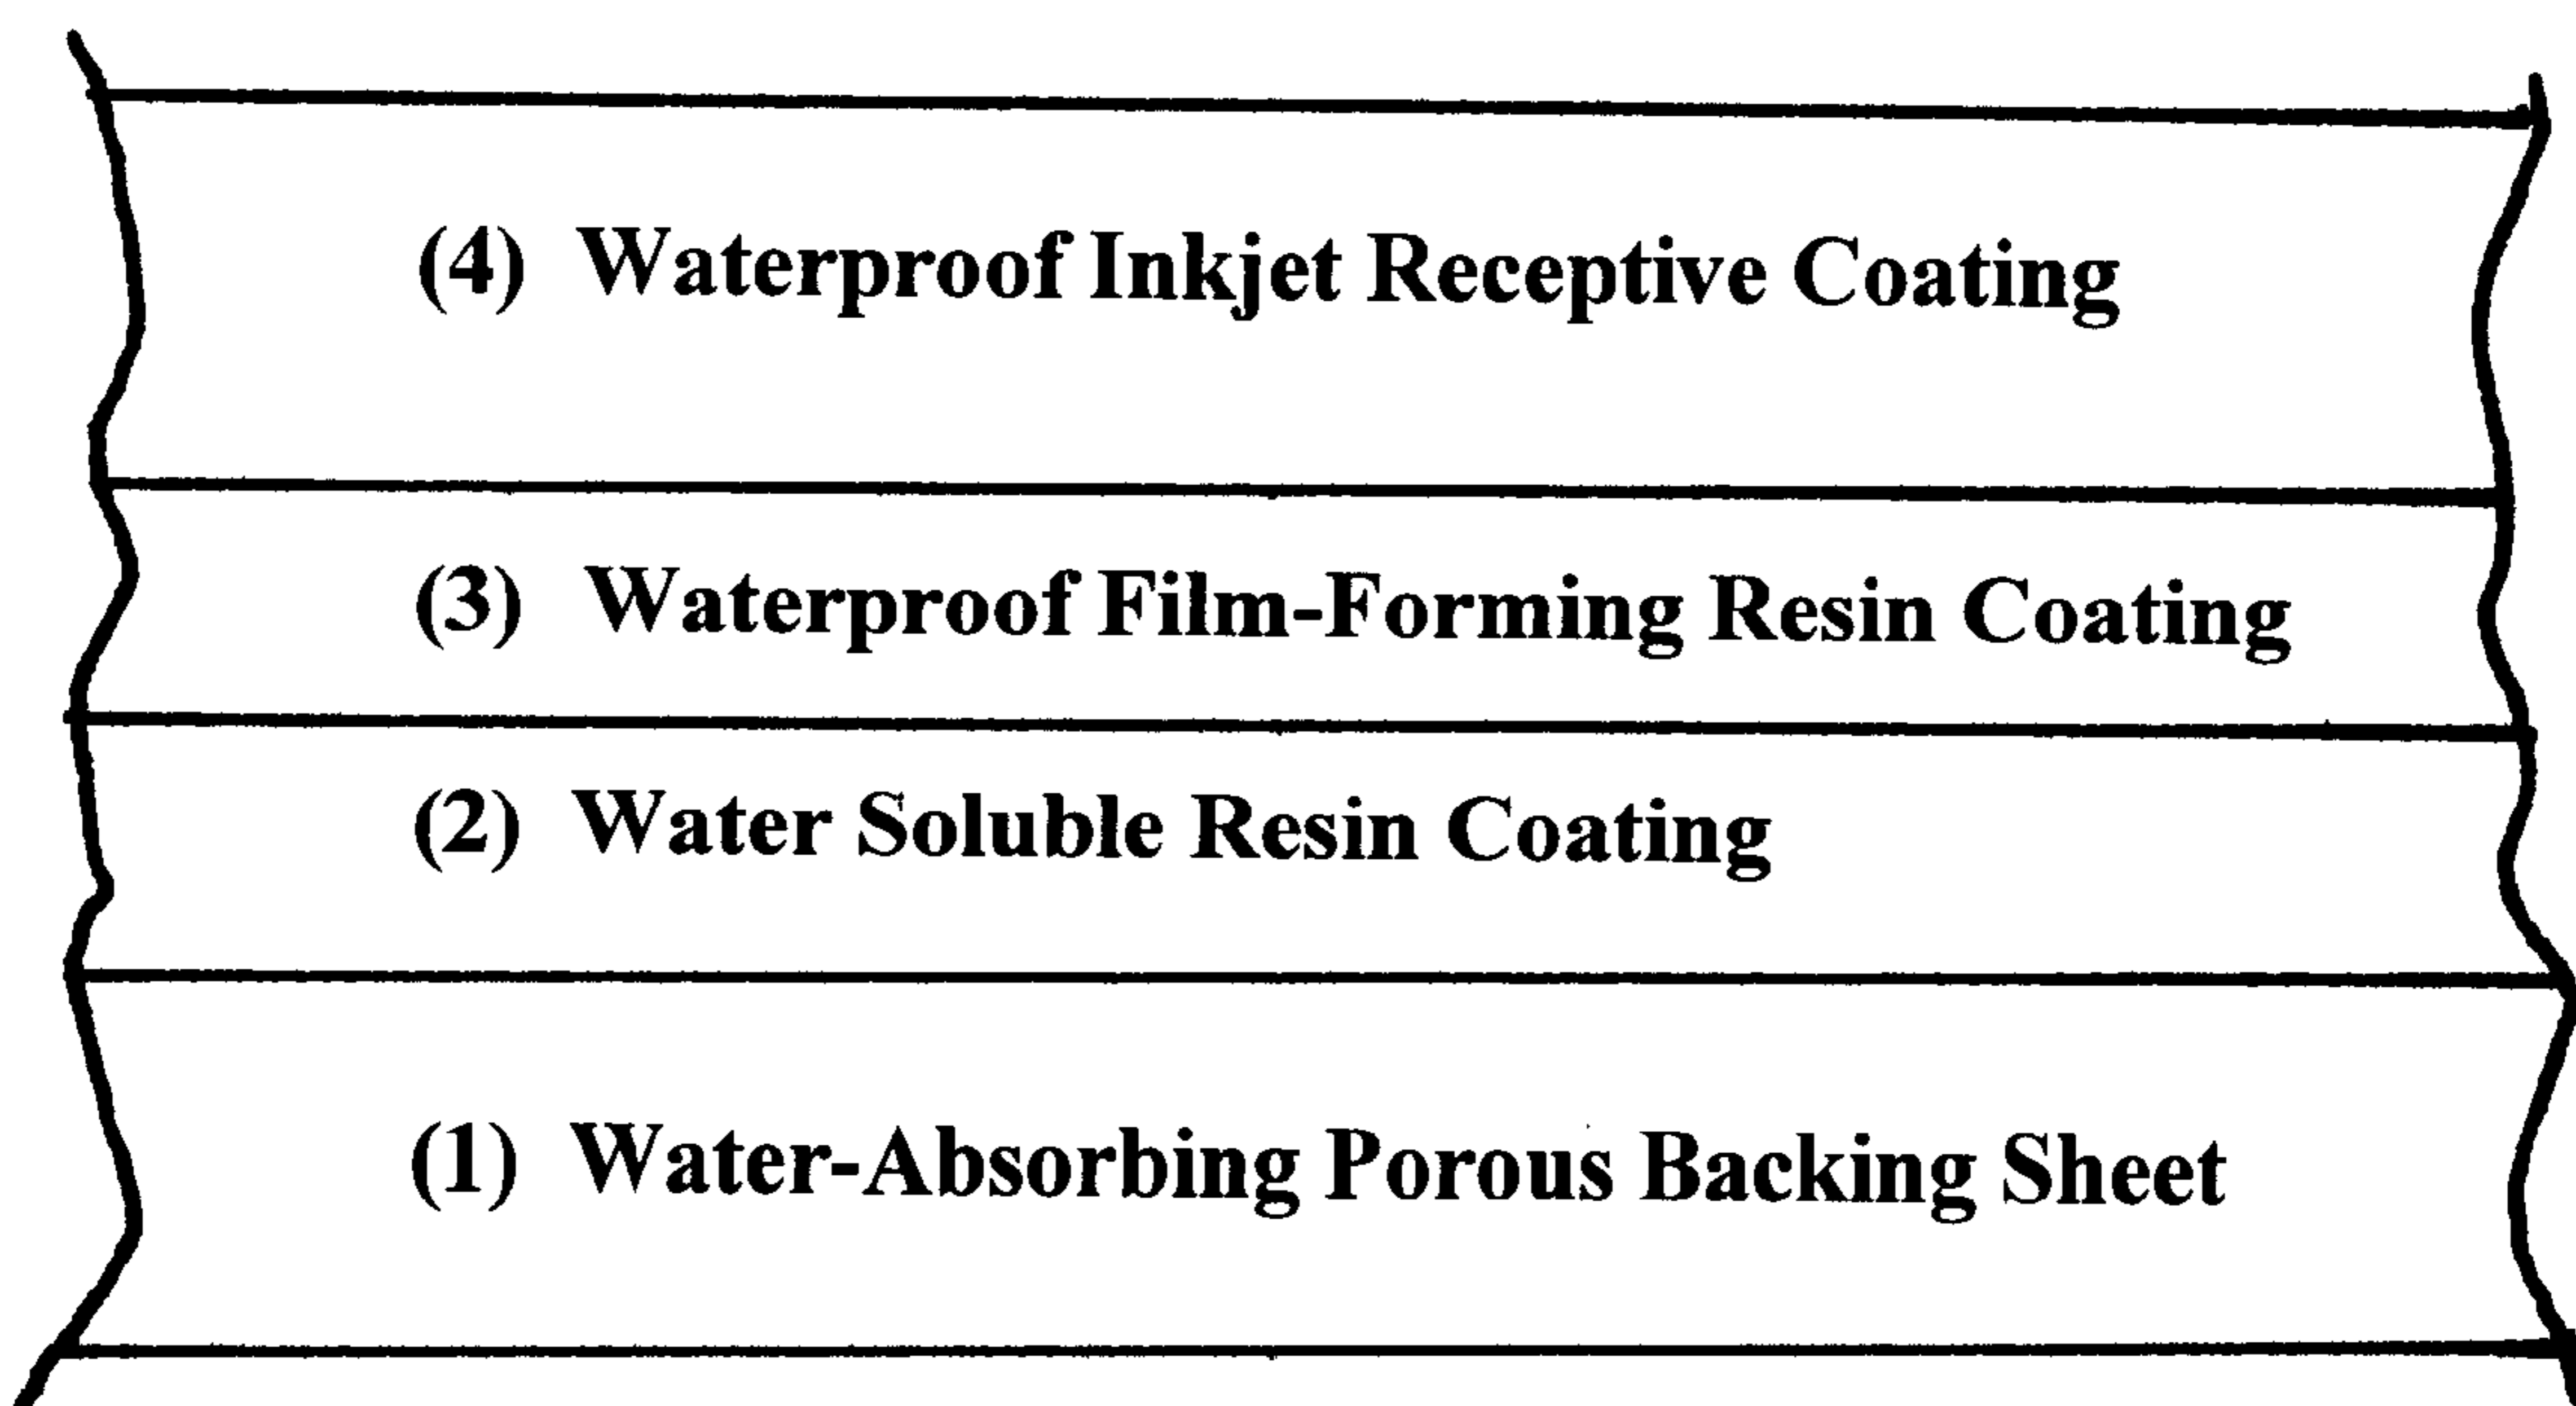 (4) Waterproof Inkjet Receptive Coating
(3) Waterproof Film-Forming Resin Coating
(2) Water Soluble Resin Coating
(1) Water-Absorbing Porous Backing Sheet